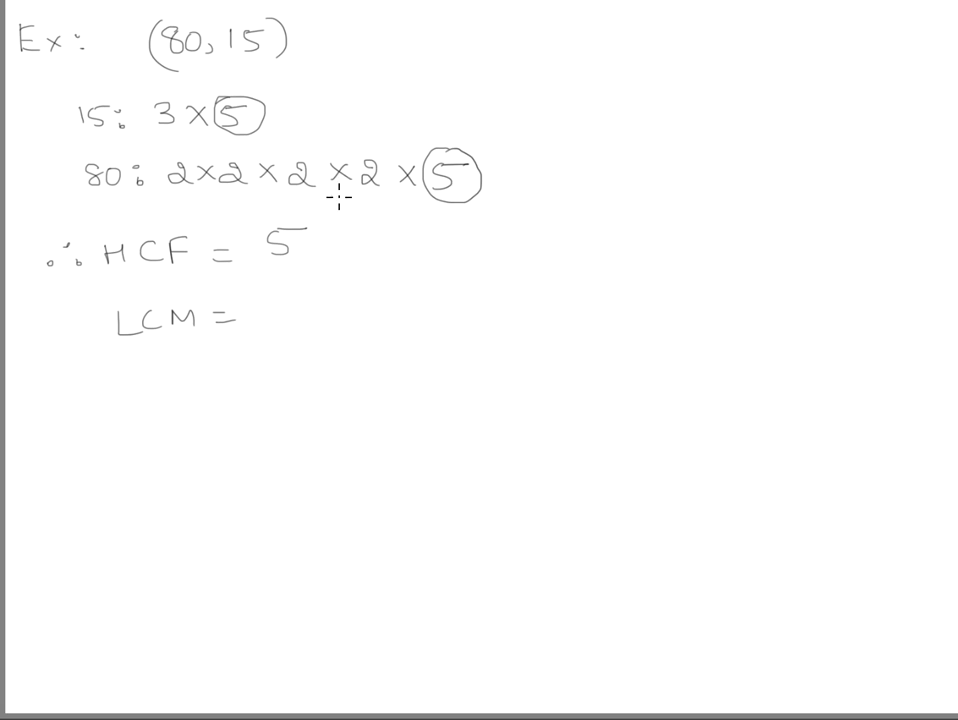 Ex: (80, 15)
15: 3 × 5
80: 2 × 2 × 2 × 2 × 5
∴ HCF = 5
LCM =